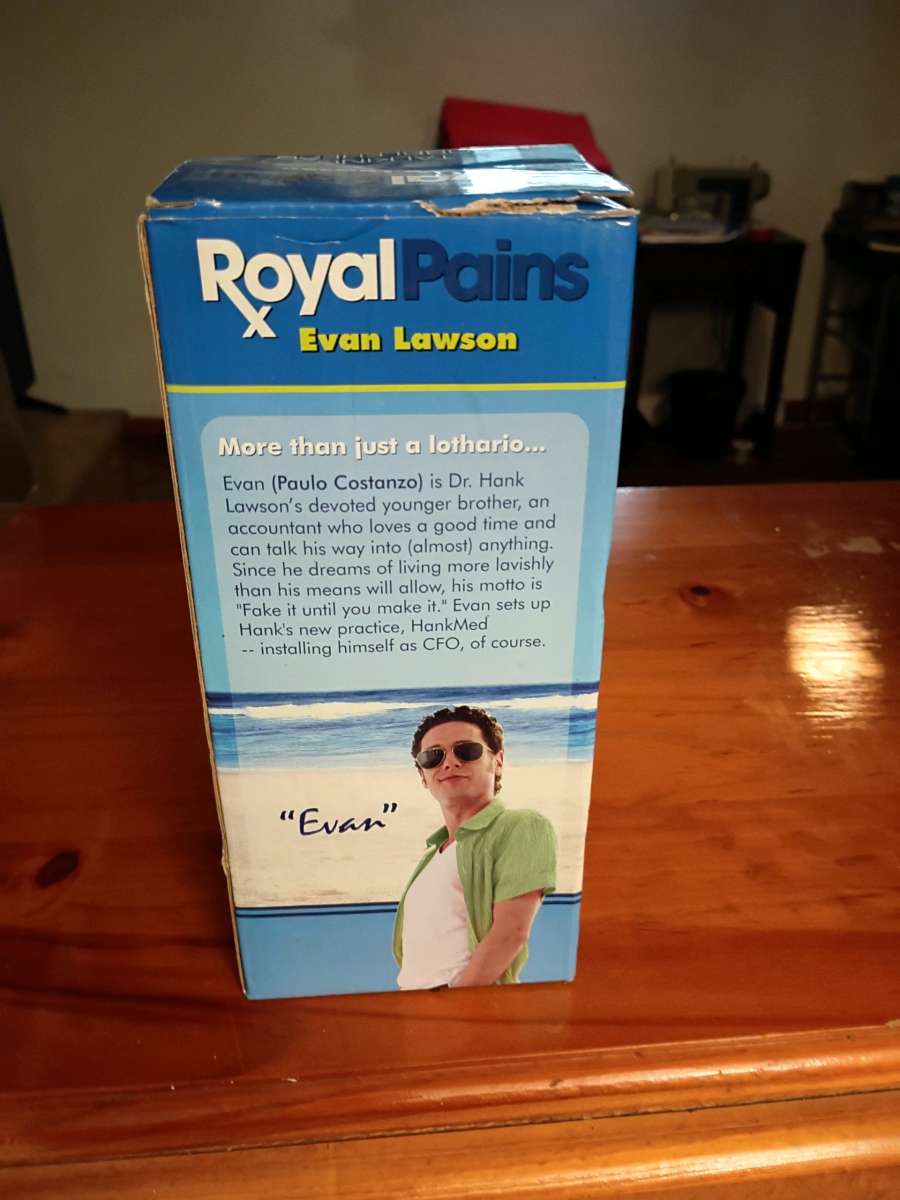 Royal Pains
Evan Lawson
More than just a lothario...
Evan (Paulo Costanzo) is Dr. Hank
Lawson's devoted younger brother, an
accountant who loves a good time and
can talk his way into (almost) anything.
Since he dreams of living more lavishly
than his means will allow, his motto is
"Fake it until you make it." Evan sets up
Hank's new practice, HankMed
-- installing himself as CFO, of course.
"Evan"